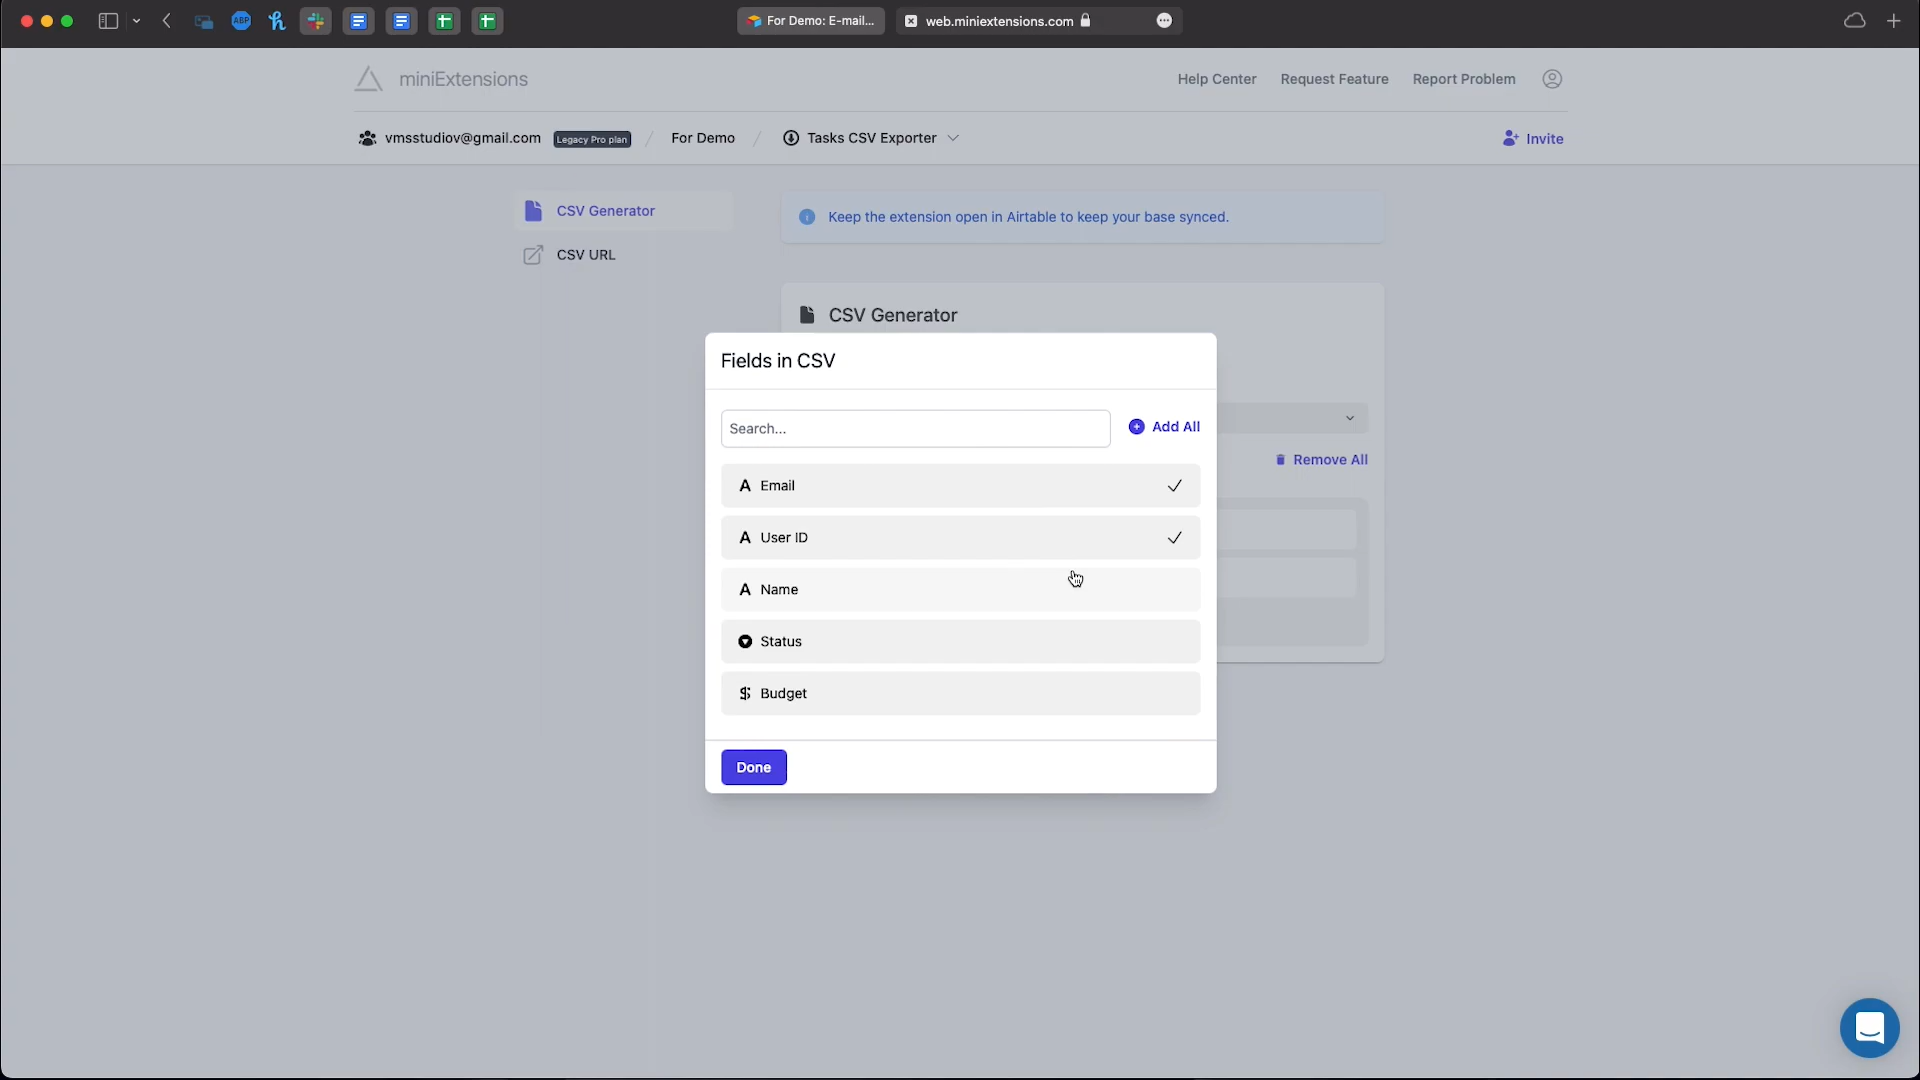 ABP
For Demo: E-mail...
web.miniextensions.com
miniExtensions
Help Center
Request Feature
Report Problem
vmsstudiov@gmail.com
Legacy Pro plan
/
For Demo
/
Tasks CSV Exporter
Invite
CSV Generator
CSV URL
Keep the extension open in Airtable to keep your base synced.
CSV Generator
Fields in CSV
Search...
Add All
Remove All
A Email
A User ID
A Name
Status
$ Budget
Done